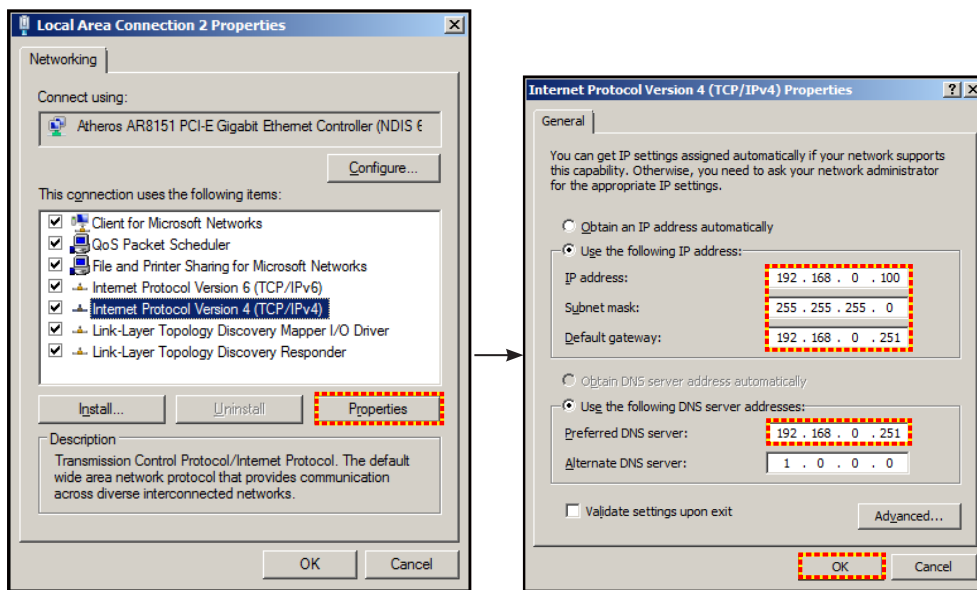 Local Area Connection 2 Properties
Networking
Connect using:
Atheros AR8151 PCI-E Gigabit Ethernet Controller (NDIS 6
Configure...
This connection uses the following items:
Client for Microsoft Networks
QoS Packet Scheduler
File and Printer Sharing for Microsoft Networks
Internet Protocol Version 6 (TCP/IPv6)
Internet Protocol Version 4 (TCP/IPv4)
Link-Layer Topology Discovery Mapper I/O Driver
Link-Layer Topology Discovery Responder
Install...
Uninstall
Properties
Description
Transmission Control Protocol/Internet Protocol. The default
wide area network protocol that provides communication
across diverse interconnected networks.
OK
Cancel
Internet Protocol Version 4 (TCP/IPv4) Properties
General
You can get IP settings assigned automatically if your network supports
this capability. Otherwise, you need to ask your network administrator
for the appropriate IP settings.
Obtain an IP address automatically
Use the following IP address:
IP address: 192 . 168 . 0 . 100
Subnet mask: 255 . 255 . 255 . 0
Default gateway: 192 . 168 . 0 . 251
Obtain DNS server address automatically
Use the following DNS server addresses:
Preferred DNS server: 192 . 168 . 0 . 251
Alternate DNS server: 1 . 0 . 0 . 0
Validate settings upon exit
Advanced...
OK
Cancel